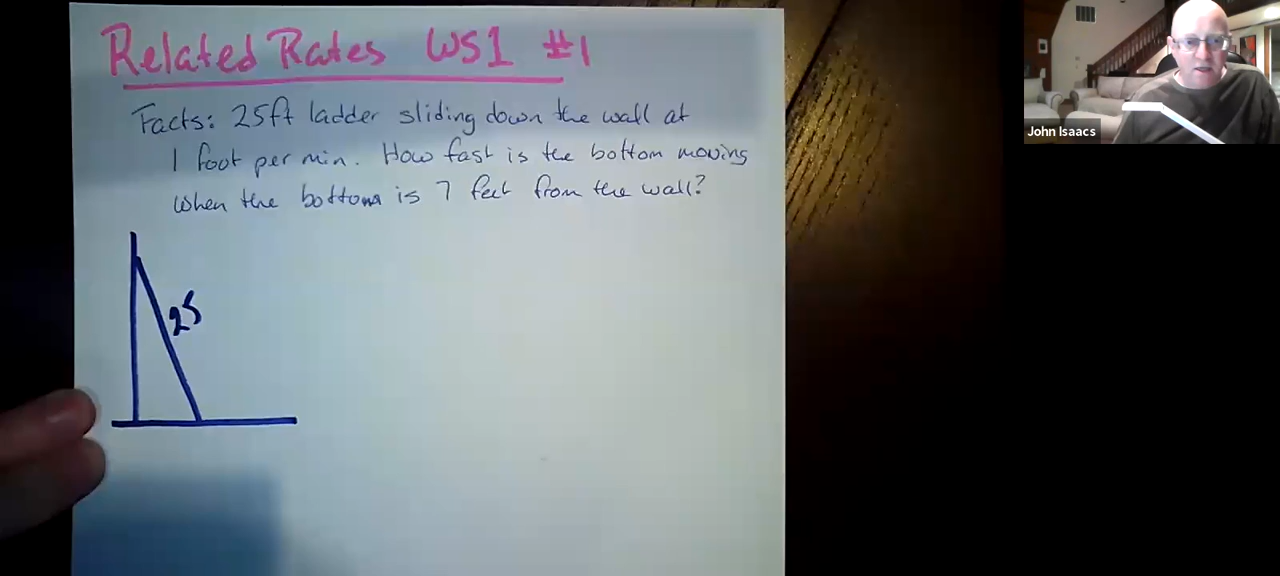 Related Rates WS1 #1
Facts: 25ft ladder sliding down the wall at
1 foot per min. How fast is the bottom moving
when the bottom is 7 feet from the wall?
25
John Isaacs